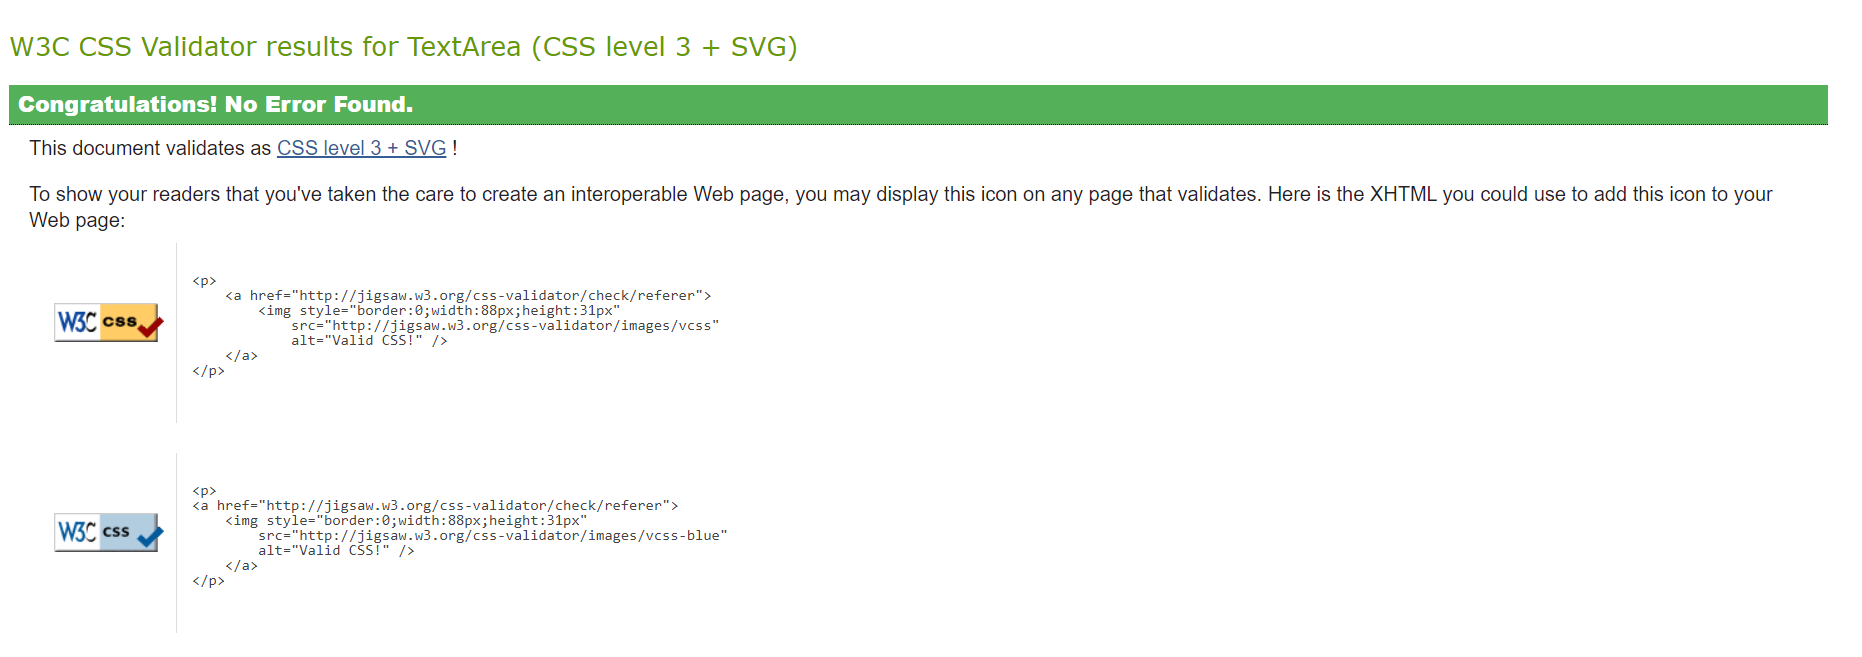 W3C CSS Validator results for TextArea (CSS level 3 + SVG)
Congratulations! No Error Found.
This document validates as CSS level 3 + SVG !
To show your readers that you've taken the care to create an interoperable Web page, you may display this icon on any page that validates. Here is the XHTML you could use to add this icon to your
Web page:
W3C css
<p>
    <a href="http://jigsaw.w3.org/css-validator/check/referer">
        <img style="border:0;width:88px;height:31px"
            src="http://jigsaw.w3.org/css-validator/images/vcss"
            alt="Valid CSS!" />
    </a>
</p>
W3C css
<p>
<a href="http://jigsaw.w3.org/css-validator/check/referer">
    <img style="border:0;width:88px;height:31px"
        src="http://jigsaw.w3.org/css-validator/images/vcss-blue"
        alt="Valid CSS!" />
    </a>
</p>